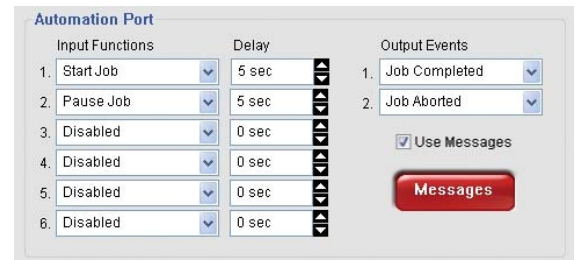 Automation Port
Input Functions Delay Output Events
1. Start Job 5 sec 1. Job Completed
2. Pause Job 5 sec 2. Job Aborted
3. Disabled 0 sec
Use Messages
4. Disabled 0 sec
5. Disabled 0 sec Messages
6. Disabled 0 sec